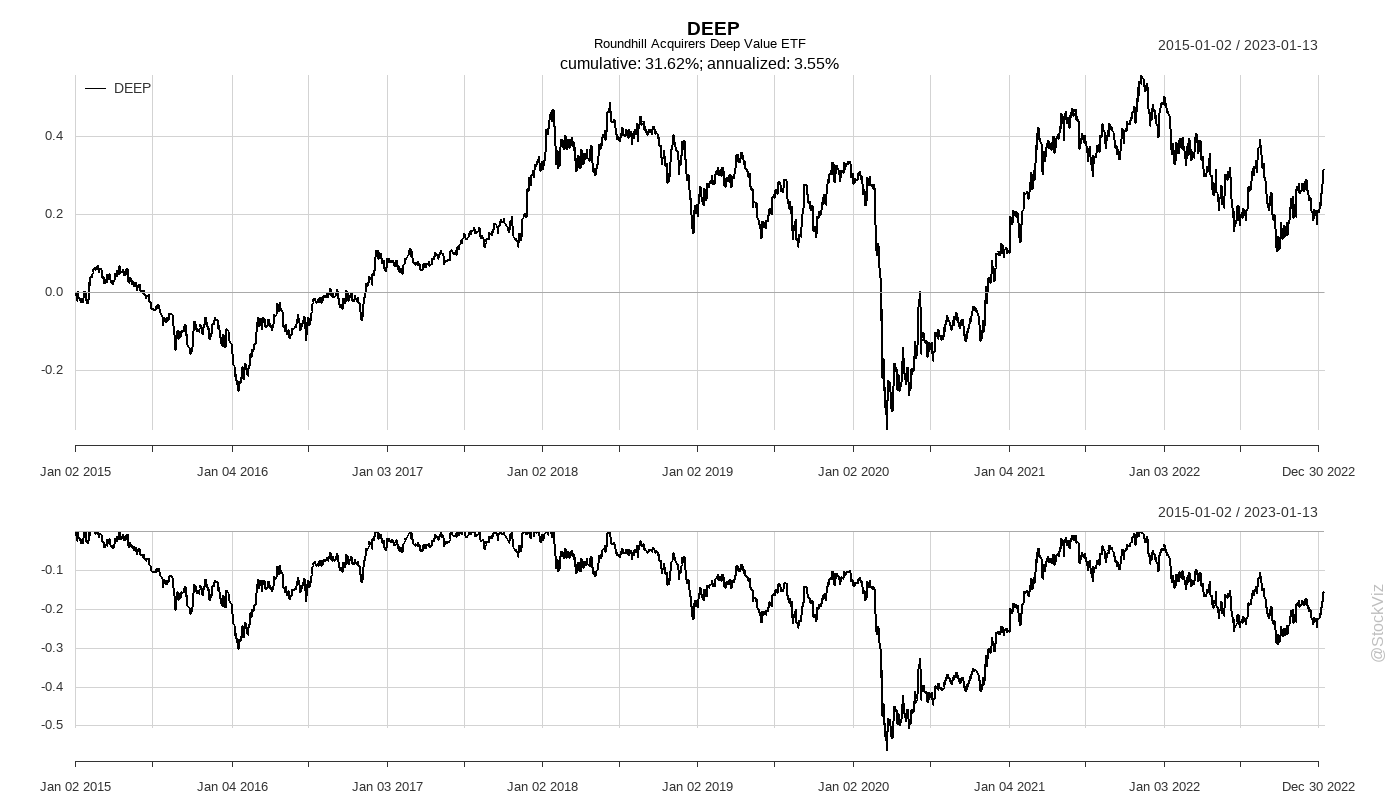 DEEP
Roundhill Acquirers Deep Value ETF
cumulative: 31.62%; annualized: 3.55%
2015-01-02 / 2023-01-13
DEEP
0.4
0.2
0.0
-0.2
Jan 02 2015 Jan 04 2016 Jan 03 2017 Jan 02 2018 Jan 02 2019 Jan 02 2020 Jan 04 2021 Jan 03 2022 Dec 30 2022
2015-01-02 / 2023-01-13
-0.1
-0.2
-0.3
-0.4
-0.5
Jan 02 2015 Jan 04 2016 Jan 03 2017 Jan 02 2018 Jan 02 2019 Jan 02 2020 Jan 04 2021 Jan 03 2022 Dec 30 2022
@StockViz